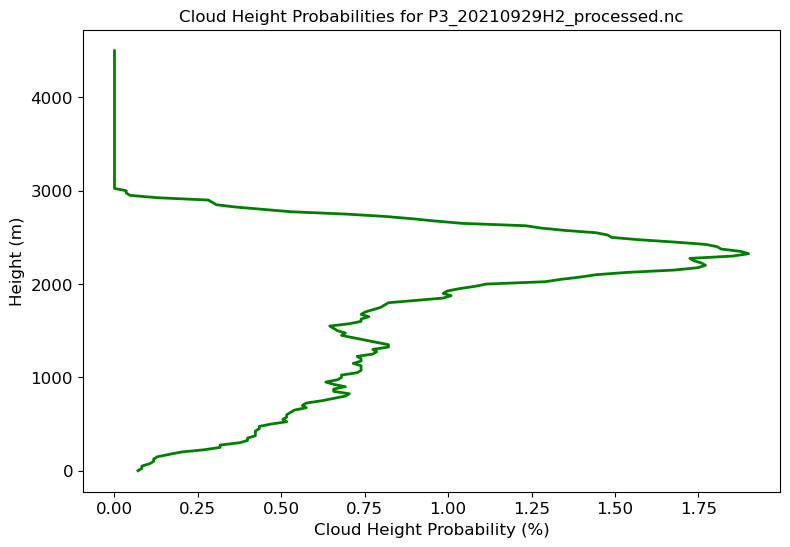 Cloud Height Probabilities for P3_20210929H2_processed.nc
4000
3000
2000
1000
0
Height (m)
0.00 0.25 0.50 0.75 1.00 1.25 1.50 1.75
Cloud Height Probability (%)